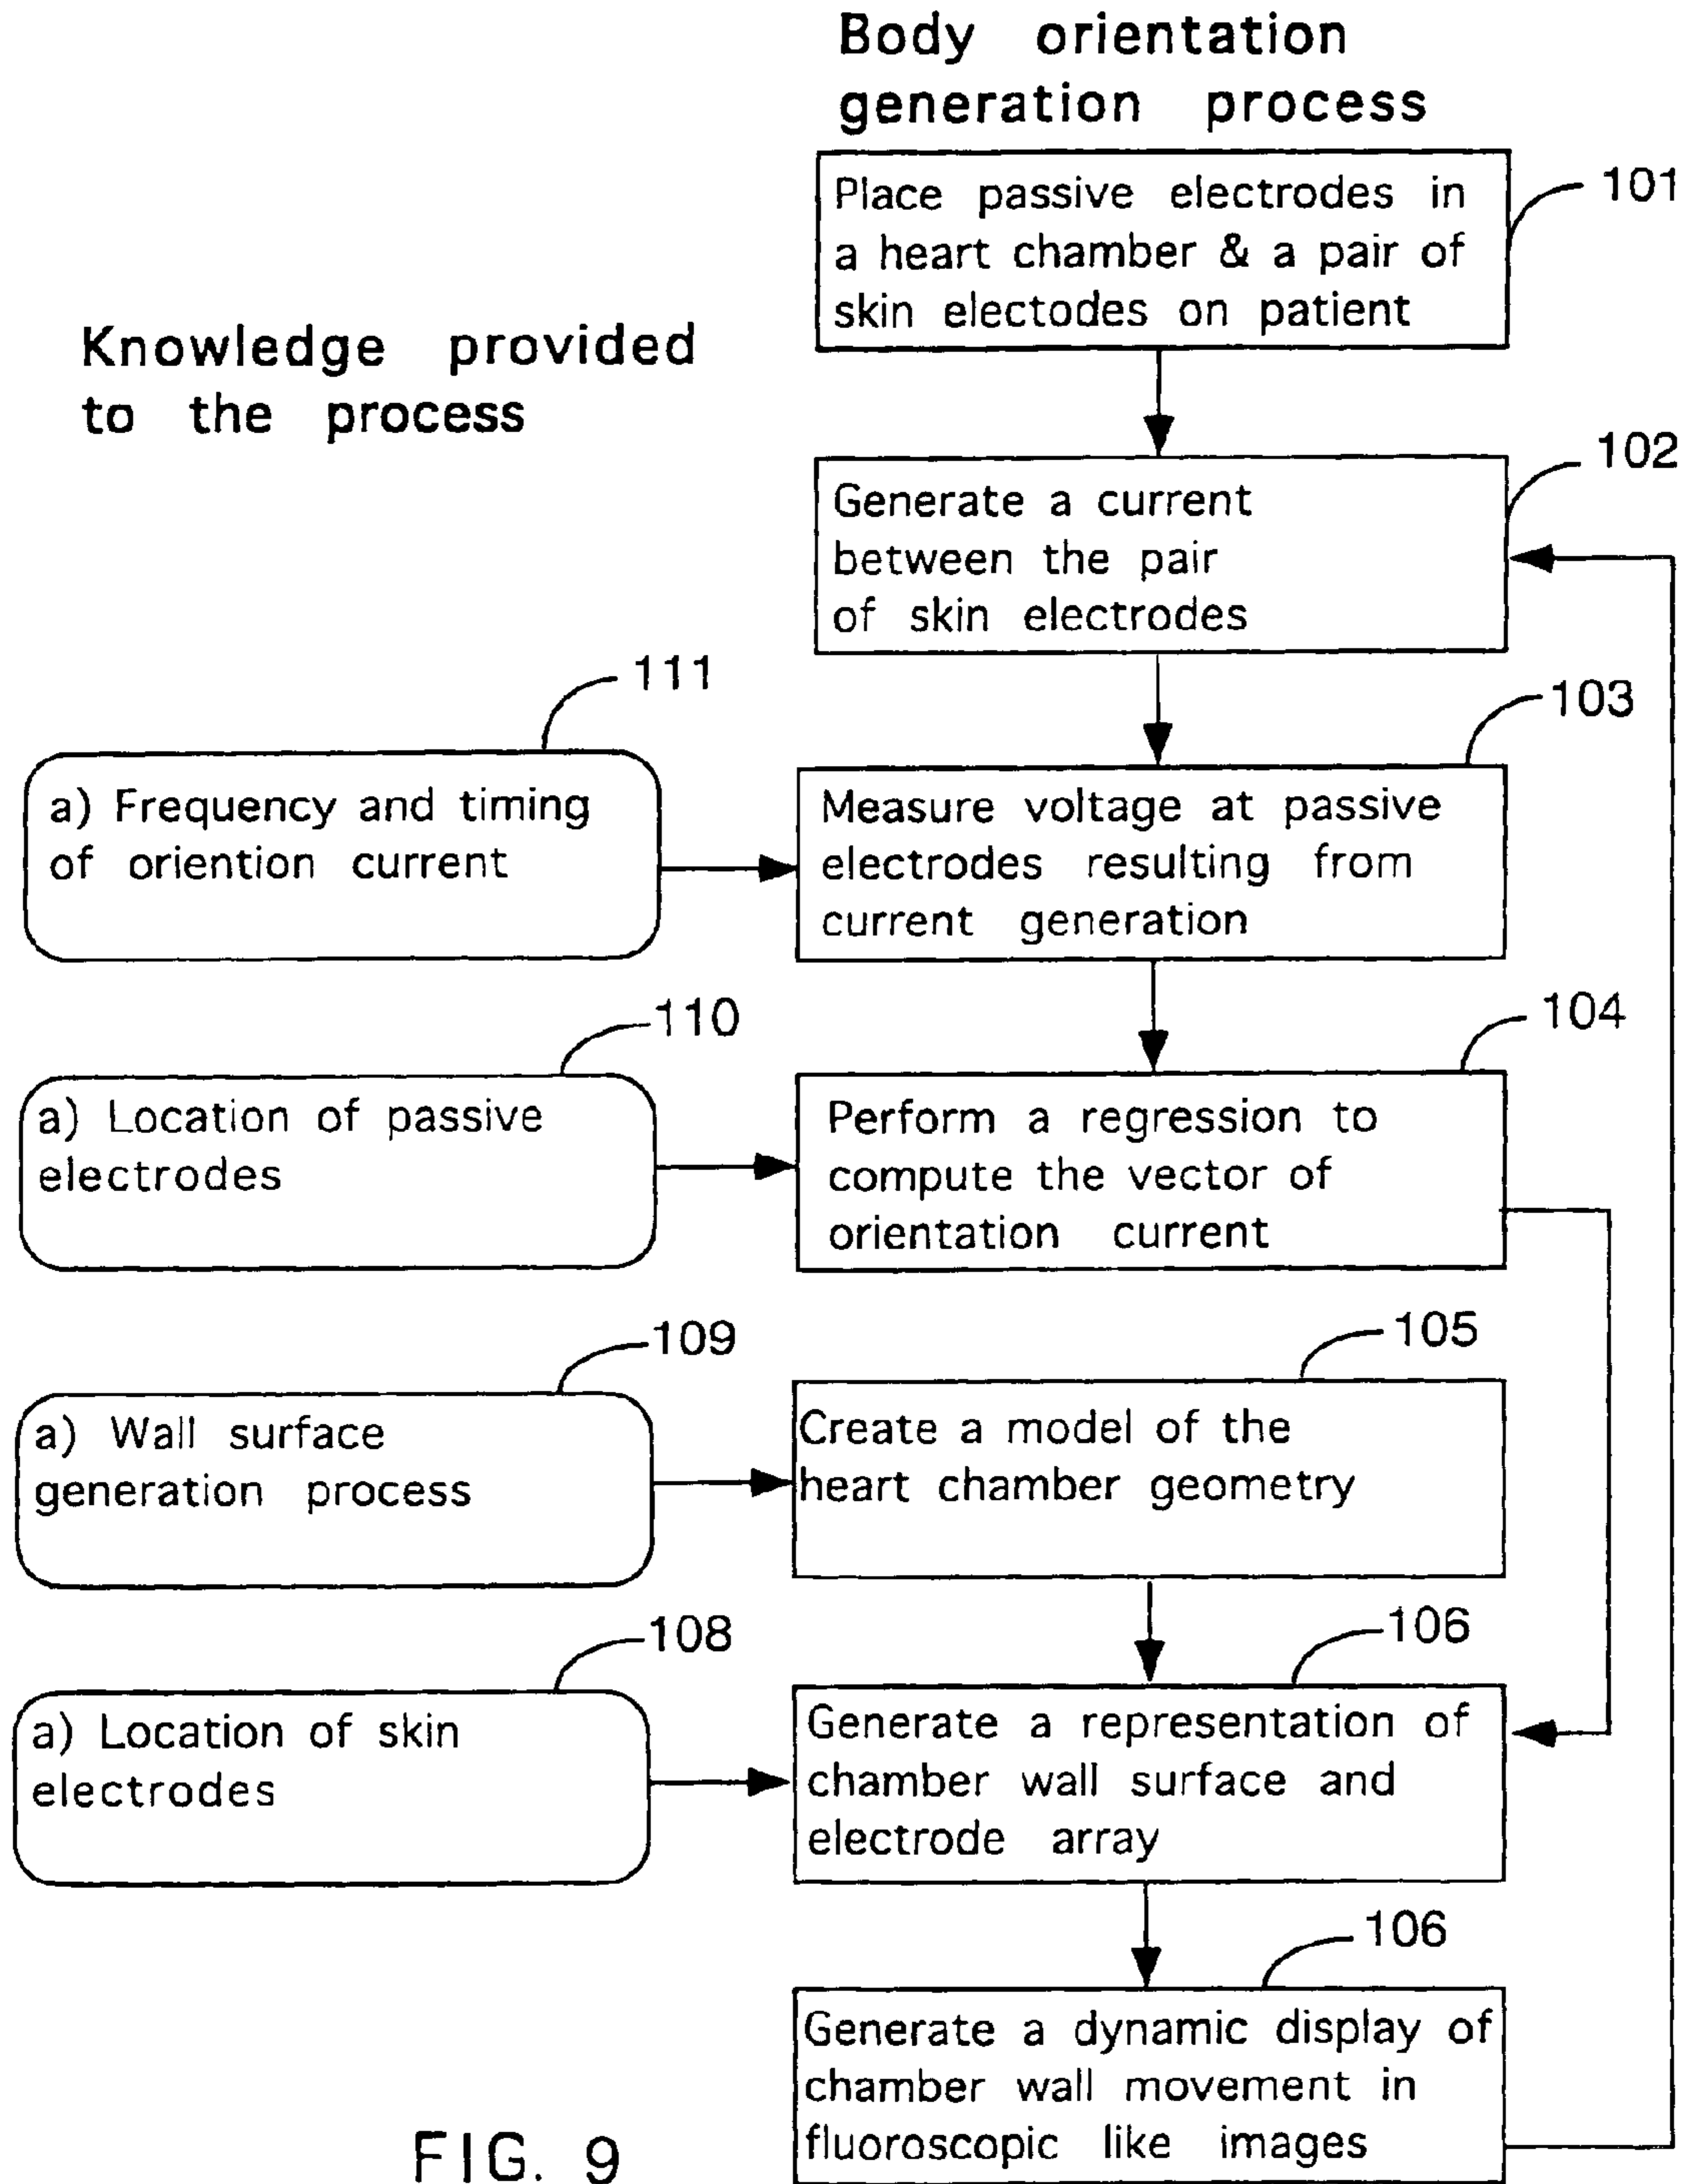 Body orientation
generation process
Place passive electrodes in
a heart chamber & a pair of
skin electodes on patient
101
Knowledge provided
to the process
Generate a current
between the pair
of skin electrodes
102
111
a) Frequency and timing
of oriention current
Measure voltage at passive
electrodes resulting from
current generation
103
110
a) Location of passive
electrodes
Perform a regression to
compute the vector of
orientation current
104
109
a) Wall surface
generation process
Create a model of the
heart chamber geometry
105
108
a) Location of skin
electrodes
Generate a representation of
chamber wall surface and
electrode array
106
Generate a dynamic display of
chamber wall movement in
fluoroscopic like images
106
FIG. 9